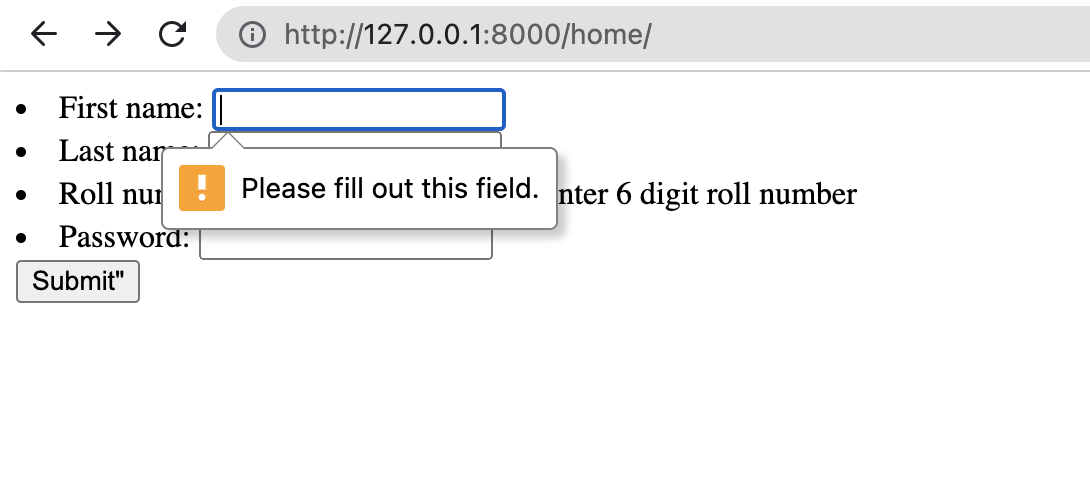 http://127.0.0.1:8000/home/
First name:
Last name:
Please fill out this field.
Roll nu nter 6 digit roll number
Password:
Submit"